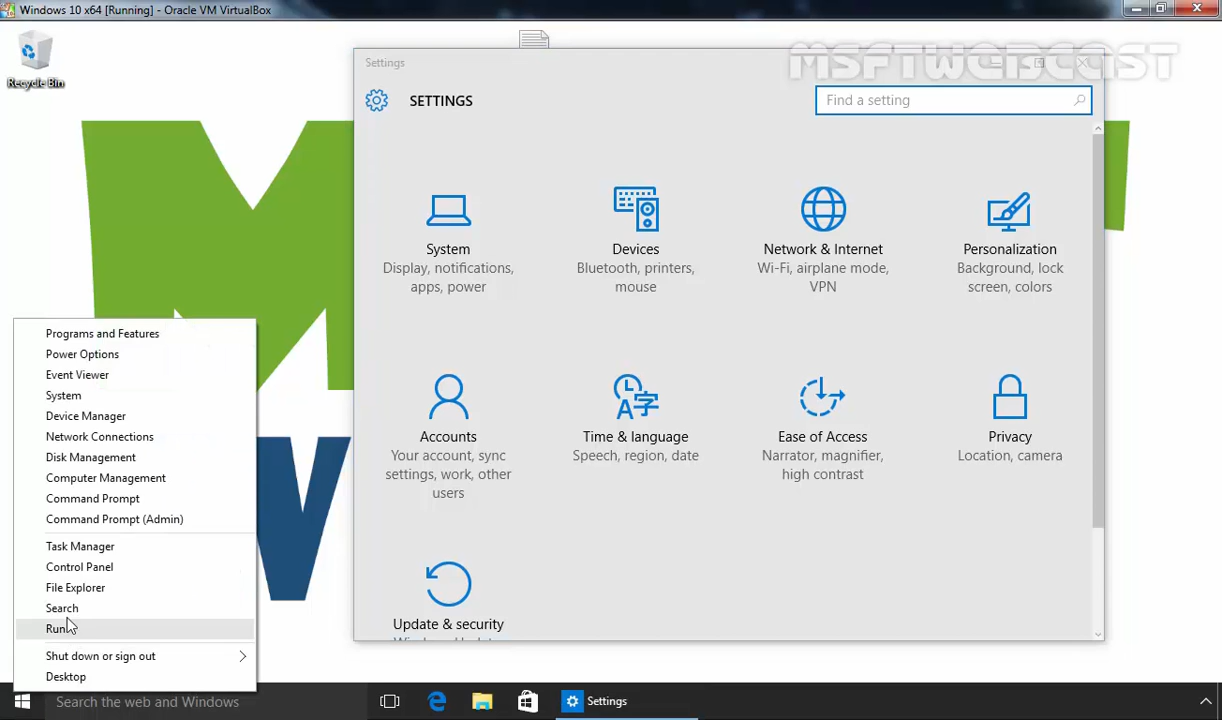 Windows 10 x64 [Running] - Oracle VM VirtualBox
Recycle Bin
MSFTWEBCAST
Settings
SETTINGS
Find a setting
System
Display, notifications,
apps, power
Devices
Bluetooth, printers,
mouse
Network & Internet
Wi-Fi, airplane mode,
VPN
Personalization
Background, lock
screen, colors
Accounts
Your account, sync
settings, work, other
users
Time & language
Speech, region, date
Ease of Access
Narrator, magnifier,
high contrast
Privacy
Location, camera
Update & security
Programs and Features
Power Options
Event Viewer
System
Device Manager
Network Connections
Disk Management
Computer Management
Command Prompt
Command Prompt (Admin)
Task Manager
Control Panel
File Explorer
Search
Run
Shut down or sign out
Desktop
Search the web and Windows
Settings